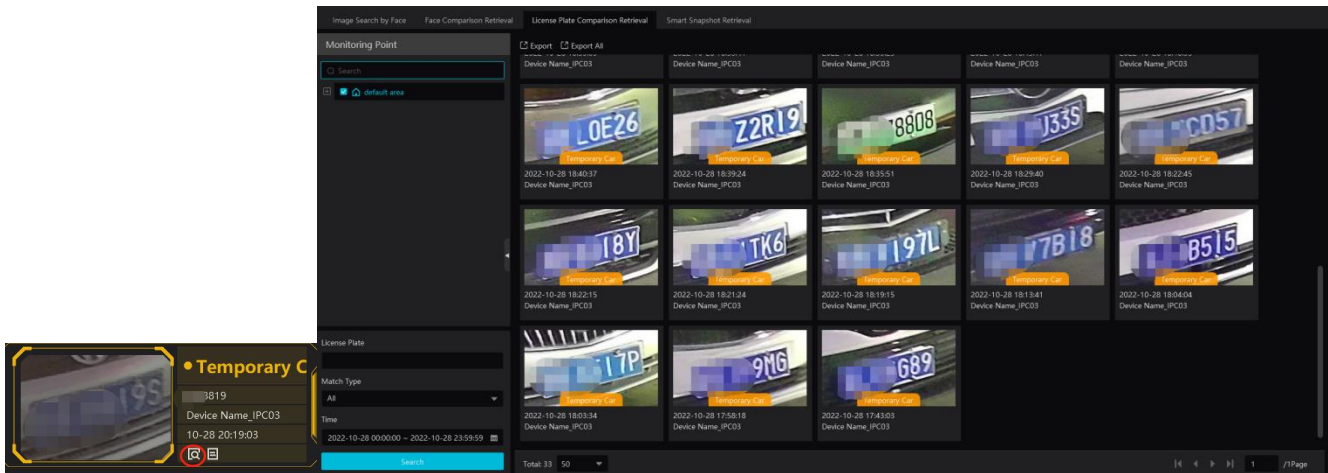 Image Search by Face
Face Comparison Retrieval
License Plate Comparison Retrieval
Smart Snapshot Retrieval
Monitoring Point
Export
Export All
Search
default area
Device Name_IPC03
Device Name_IPC03
Device Name_IPC03
Device Name_IPC03
Device Name_IPC03
L0E26
Z2R19
8808
J33S
C057
Temporary Car
Temporary Car
Temporary Car
Temporary Car
Temporary Car
2022-10-28 18:40:37
2022-10-28 18:39:24
2022-10-28 18:35:51
2022-10-28 18:29:40
2022-10-28 18:22:45
Device Name_IPC03
Device Name_IPC03
Device Name_IPC03
Device Name_IPC03
Device Name_IPC03
18Y
TK6
197L
7B18
B515
Temporary Car
Temporary Car
Temporary Car
Temporary Car
Temporary Car
2022-10-28 18:22:15
2022-10-28 18:21:24
2022-10-28 18:19:15
2022-10-28 18:13:41
2022-10-28 18:04:04
Device Name_IPC03
Device Name_IPC03
Device Name_IPC03
Device Name_IPC03
Device Name_IPC03
17P
9MG
G89
Temporary Car
Temporary Car
Temporary Car
2022-10-28 18:03:34
2022-10-28 17:58:18
2022-10-28 17:43:03
Device Name_IPC03
Device Name_IPC03
Device Name_IPC03
License Plate
Match Type
All
Time
2022-10-28 00:00:00 ~ 2022-10-28 23:59:59
Search
Total: 33
50
1
/1Page
Temporary C
3819
Device Name_IPC03
10-28 20:19:03